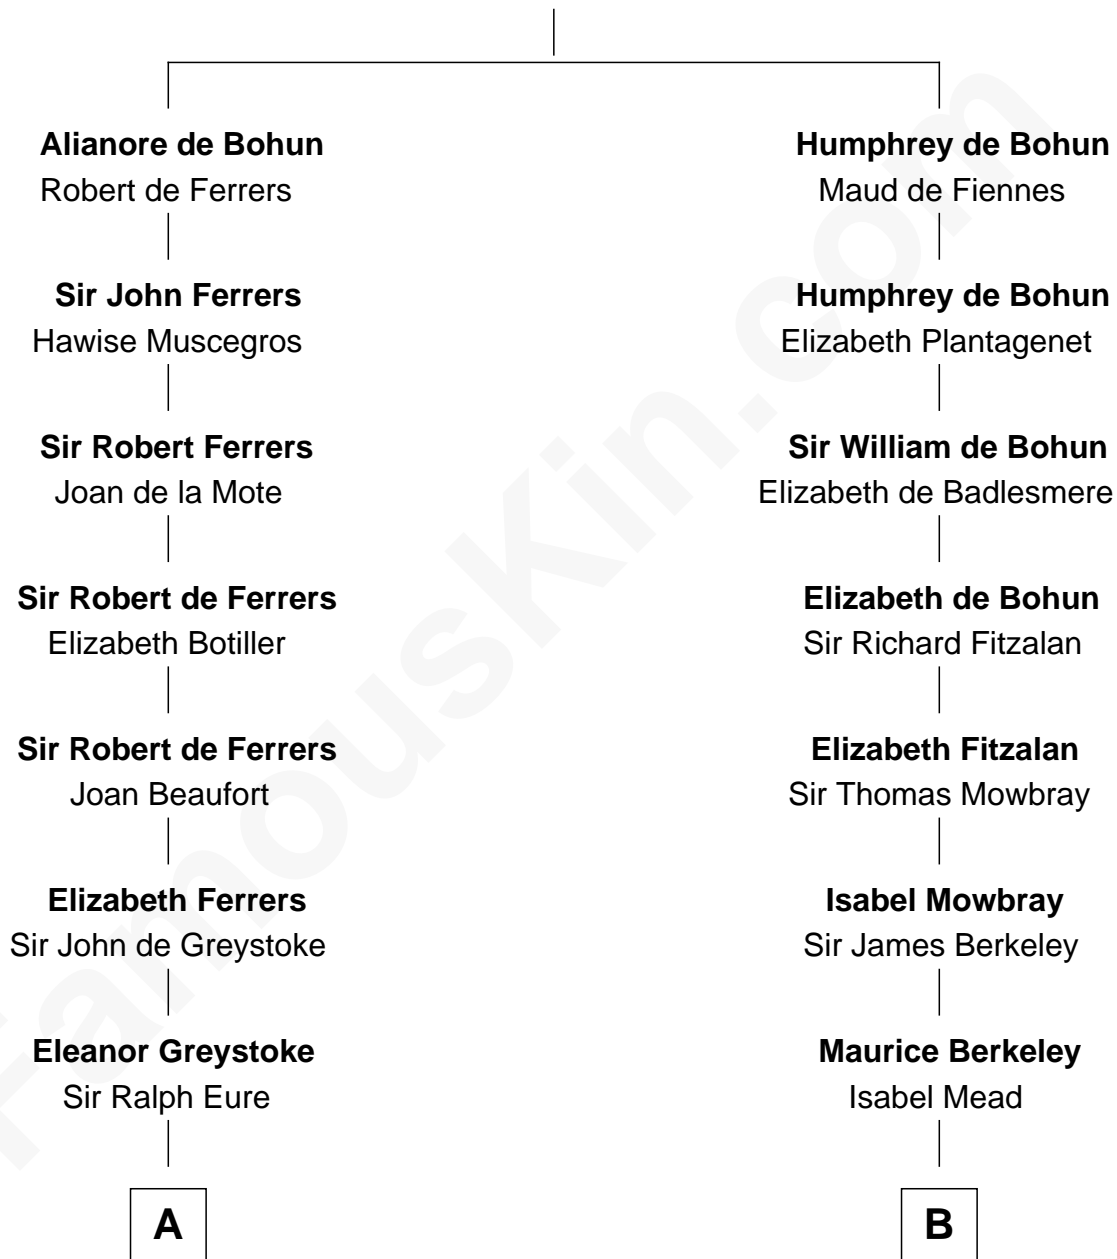 Alianore de Bohun
Robert de Ferrers
Sir John Ferrers
Hawise Muscegros
Sir Robert Ferrers
Joan de la Mote
Sir Robert de Ferrers
Elizabeth Botiller
Sir Robert de Ferrers
Joan Beaufort
Elizabeth Ferrers
Sir John de Greystoke
Eleanor Greystoke
Sir Ralph Eure
A
Humphrey de Bohun
Maud de Fiennes
Humphrey de Bohun
Elizabeth Plantagenet
Sir William de Bohun
Elizabeth de Badlesmere
Elizabeth de Bohun
Sir Richard Fitzalan
Elizabeth Fitzalan
Sir Thomas Mowbray
Isabel Mowbray
Sir James Berkeley
Maurice Berkeley
Isabel Mead
B
FamousKin.com